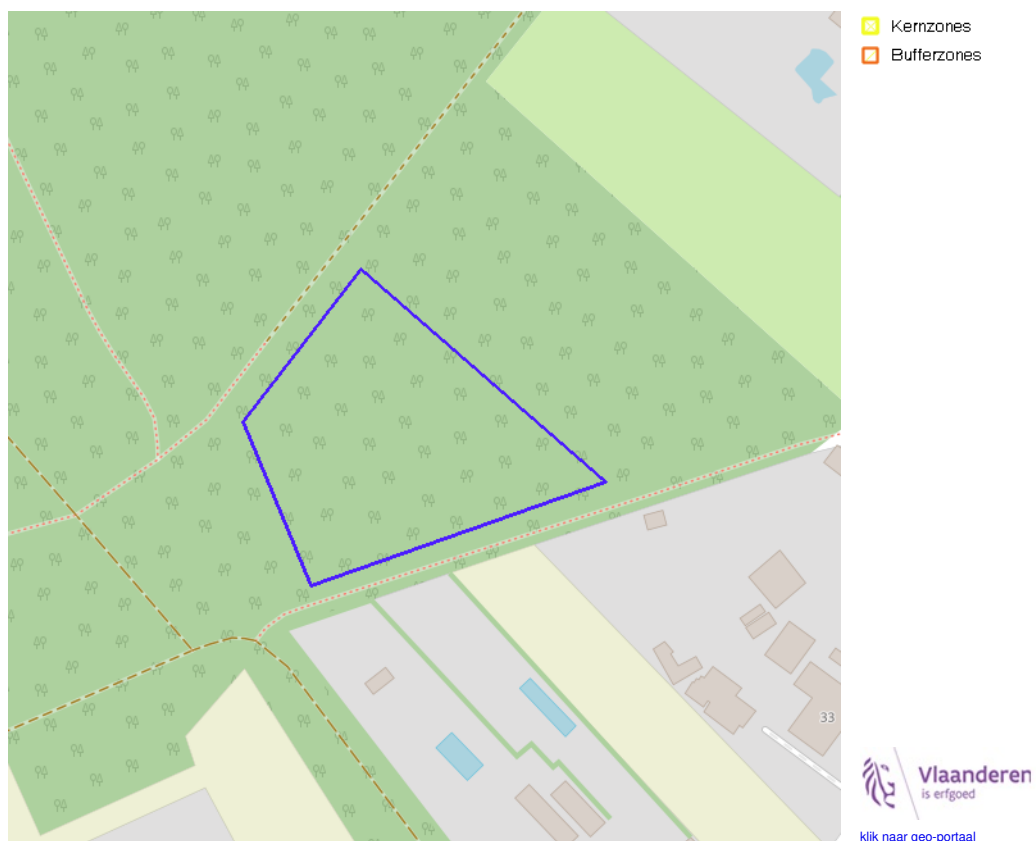 Kernzones
Bufferzones
33
Vlaanderen
is erfgoed
klik naar geo-portaal